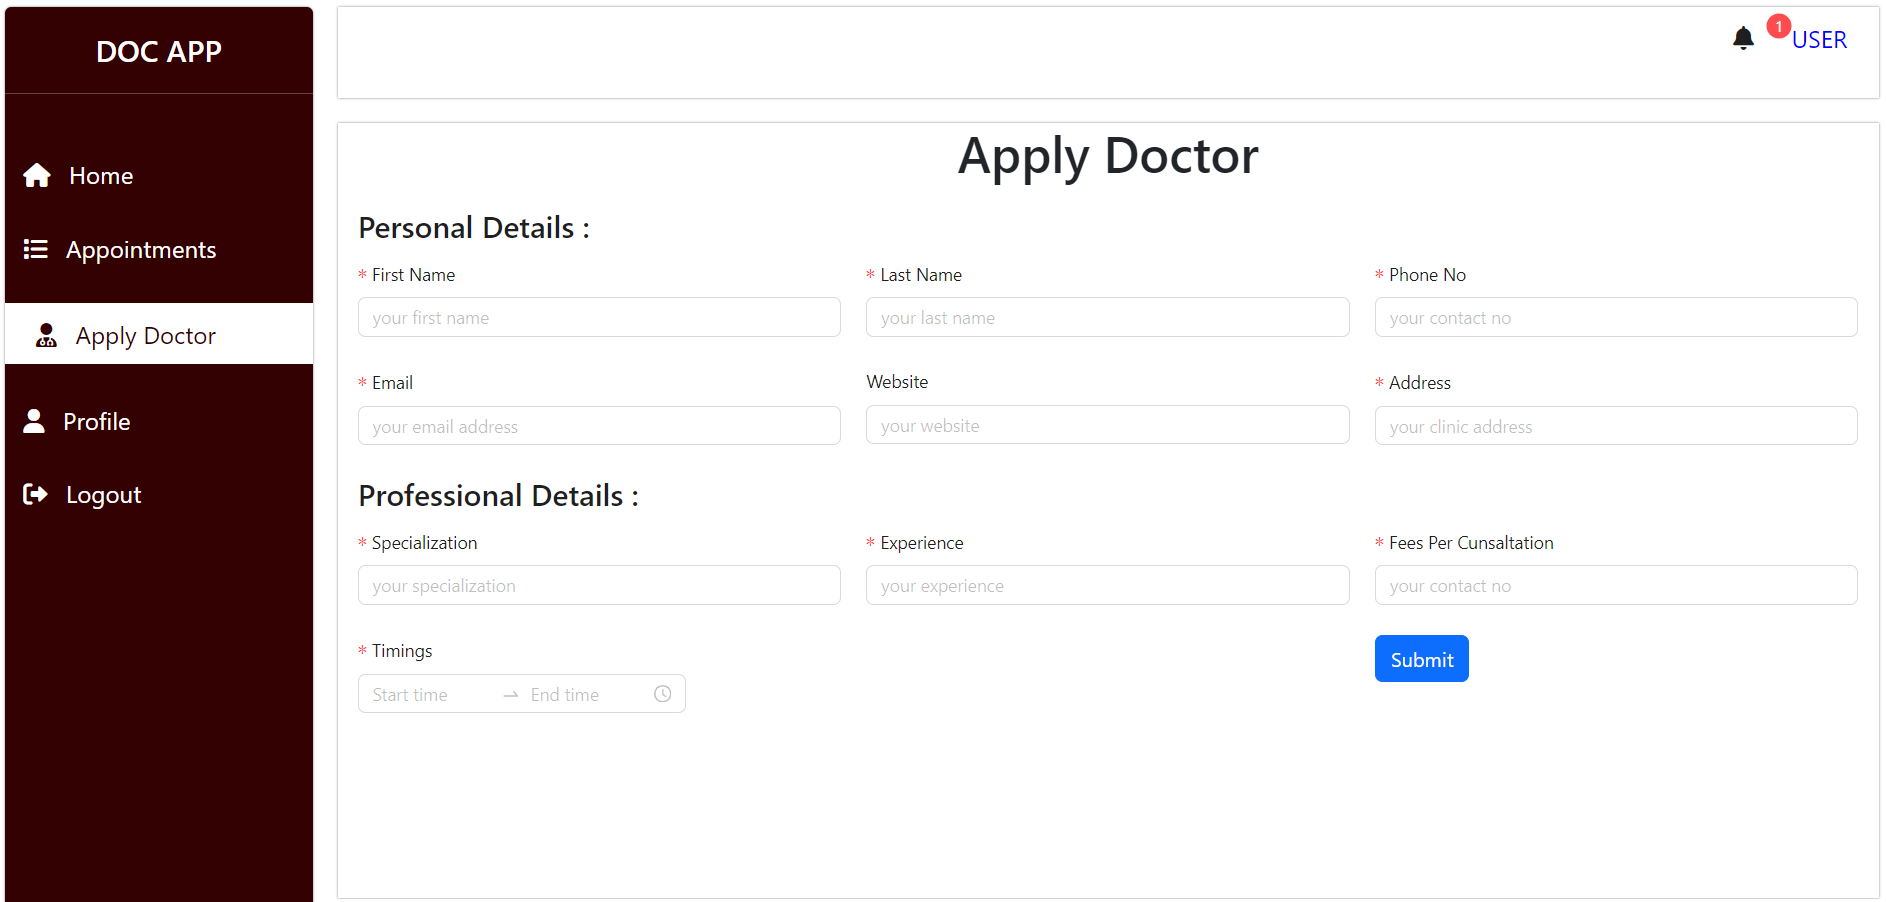 DOC APP
Home
Appointments
Apply Doctor
Profile
Logout
1
USER
Apply Doctor
Personal Details :
* First Name
* Last Name
* Phone No
your first name
your last name
your contact no
* Email
Website
* Address
your email address
your website
your clinic address
Professional Details :
* Specialization
* Experience
* Fees Per Cunsaltation
your specialization
your experience
your contact no
* Timings
Start time
End time
Submit